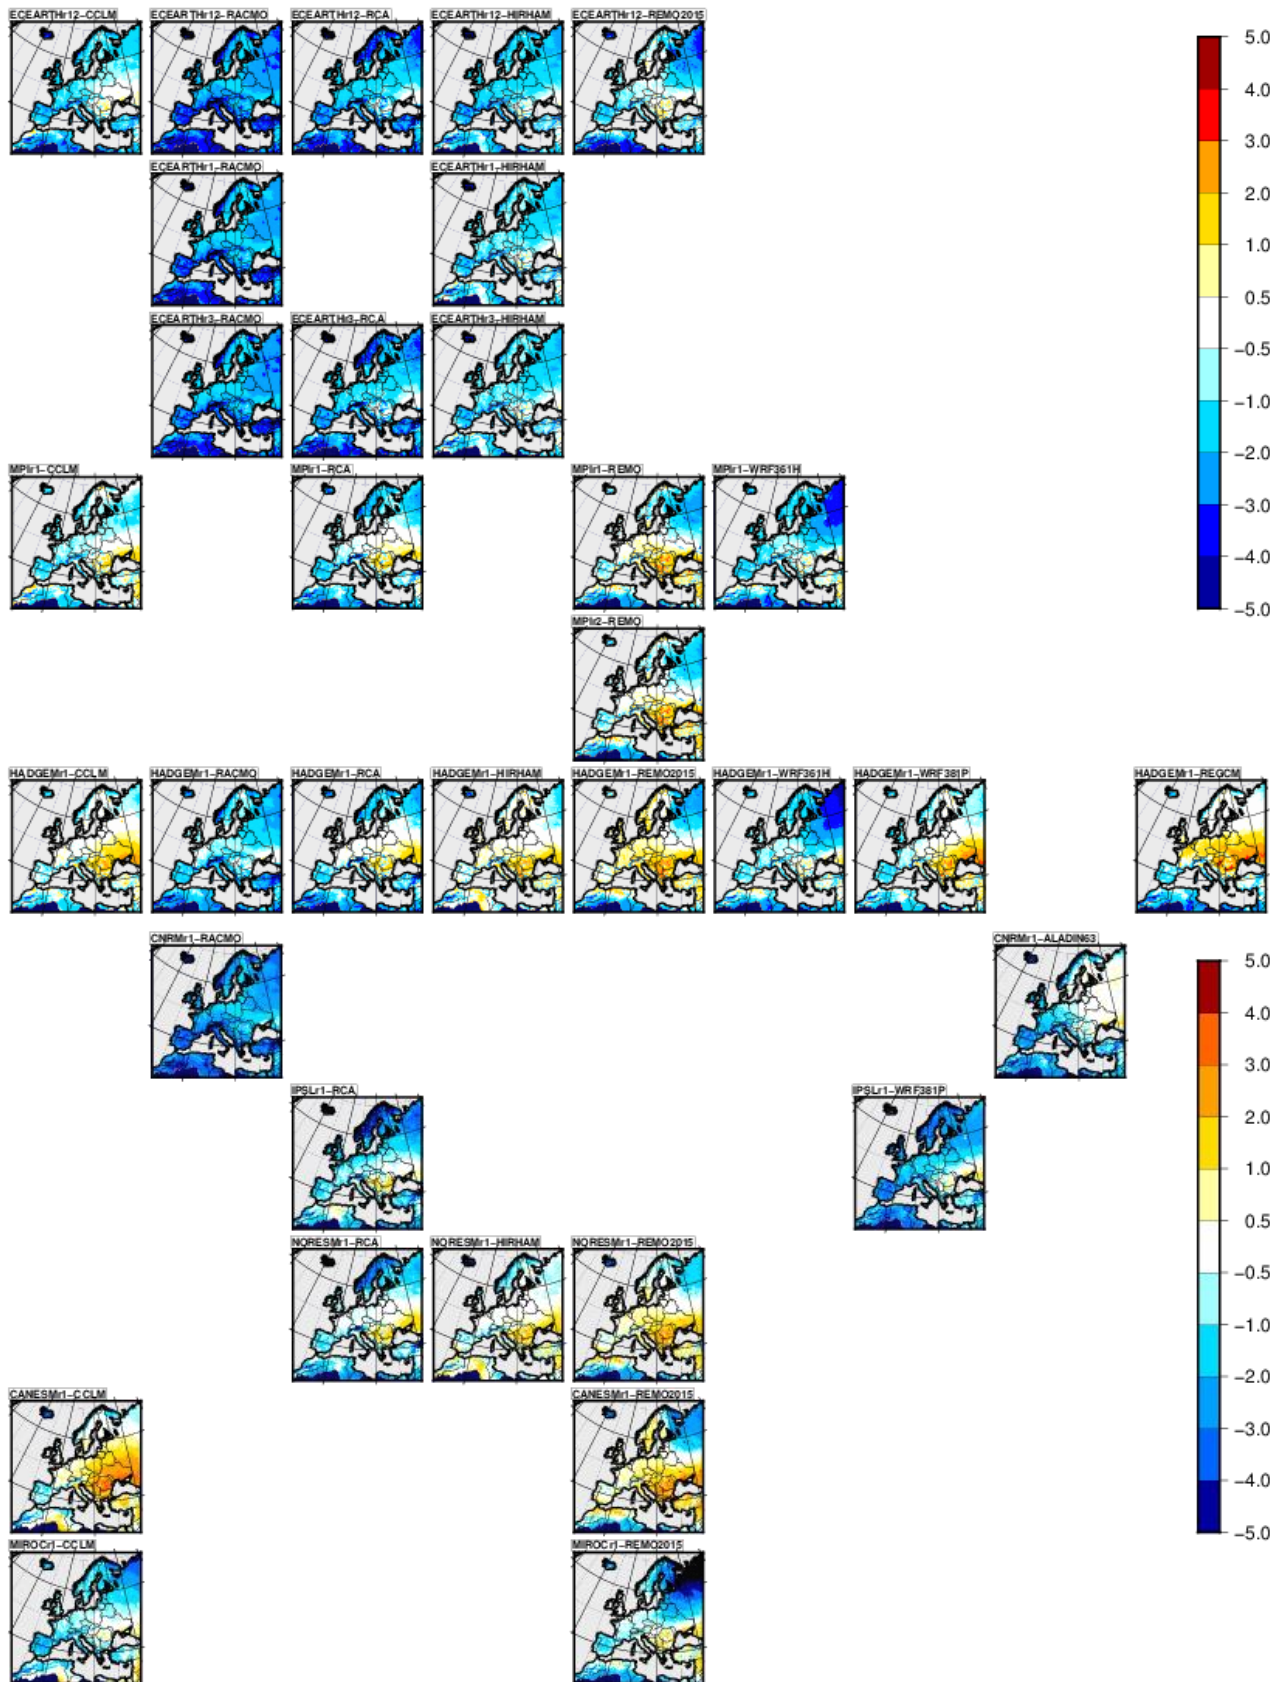 ECEARTHr12-CCLM ECEARTHr12-RACMO ECEARTHr12-RCA ECEARTHr12-HIRHAM ECEARTHr12-REMO2015
ECEARTHr1-RACMO ECEARTHr1-HIRHAM
ECEARTHr3-RACMO ECEARTHr3-RCA ECEARTHr3-HIRHAM
MPIr1-CCLM MPIr1-RCA MPIr1-REMO MPIr1-WRF361H
MPIr2-REMO
HADGEMr1-CCLM HADGEMr1-RACMO HADGEMr1-RCA HADGEMr1-HIRHAM HADGEMr1-REMO2015 HADGEMr1-WRF361H HADGEMr1-WRF381P HADGEMr1-REGCM
5.0
4.0
3.0
2.0
1.0
0.5
-0.5
-1.0
-2.0
-3.0
-4.0
-5.0
CNRMr1-RACMO CNRMr1-ALADIN63
IPSLr1-RCA IPSLr1-WRF381P
NORESMr1-RCA NORESMr1-HIRHAM NORESMr1-REMO2015
CANESMr1-CCLM CANESMr1-REMO2015
MIROCr1-CCLM MIROCr1-REMO2015
5.0
4.0
3.0
2.0
1.0
0.5
-0.5
-1.0
-2.0
-3.0
-4.0
-5.0